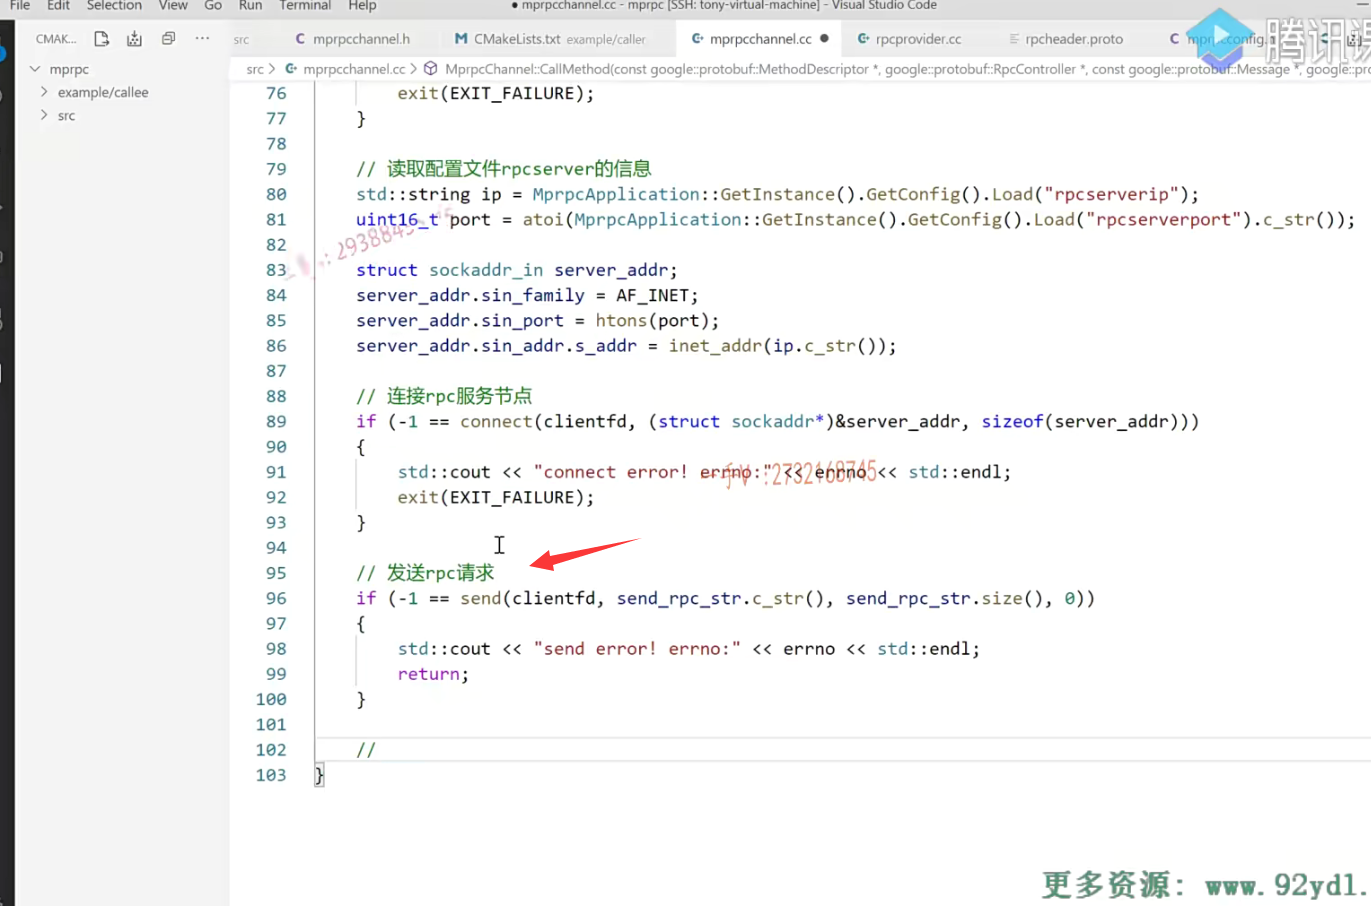 File Edit Selection View Go Run Terminal Help ● mprpcchannel.cc - mprpc [SSH: tony-virtual-machine] - Visual Studio Code
CMAK... ··· src C mprpcchannel.h M CMakeLists.txt example/caller mprpcchannel.cc ● rpcprovider.cc rpcheader.proto C
腾讯课
mprpc
example/callee
src
src > mprpcchannel.cc > MprpcChannel::CallMethod(const google::protobuf::MethodDescriptor *, google::protobuf::RpcController *, const google::protobuf::Message *, google::pro
76 exit(EXIT_FAILURE);
77 }
78
79 // 读取配置文件rpcserver的信息
80 std::string ip = MprpcApplication::GetInstance().GetConfig().Load("rpcserverip");
81 uint16_t port = atoi(MprpcApplication::GetInstance().GetConfig().Load("rpcserverport").c_str());
82
83 struct sockaddr_in server_addr;
84 server_addr.sin_family = AF_INET;
85 server_addr.sin_port = htons(port);
86 server_addr.sin_addr.s_addr = inet_addr(ip.c_str());
87
88 // 连接rpc服务节点
89 if (-1 == connect(clientfd, (struct sockaddr*)&server_addr, sizeof(server_addr)))
90 {
91 std::cout << "connect error! errno:" << errno << std::endl;
92 exit(EXIT_FAILURE);
93 }
94
95 // 发送rpc请求
96 if (-1 == send(clientfd, send_rpc_str.c_str(), send_rpc_str.size(), 0))
97 {
98 std::cout << "send error! errno:" << errno << std::endl;
99 return;
100 }
101
102 //
103 }
更多资源: www.92yd1.